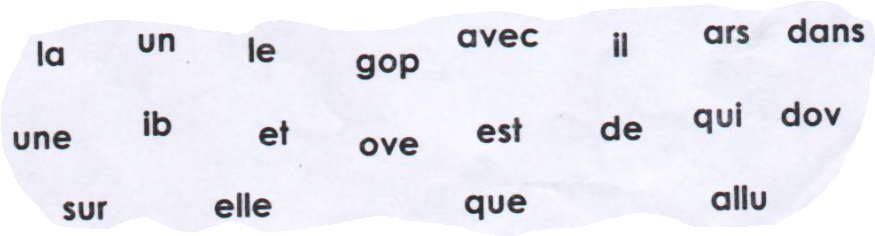 la un le gop avec il ars dans
une ib et ove est de qui dov
sur elle que allu